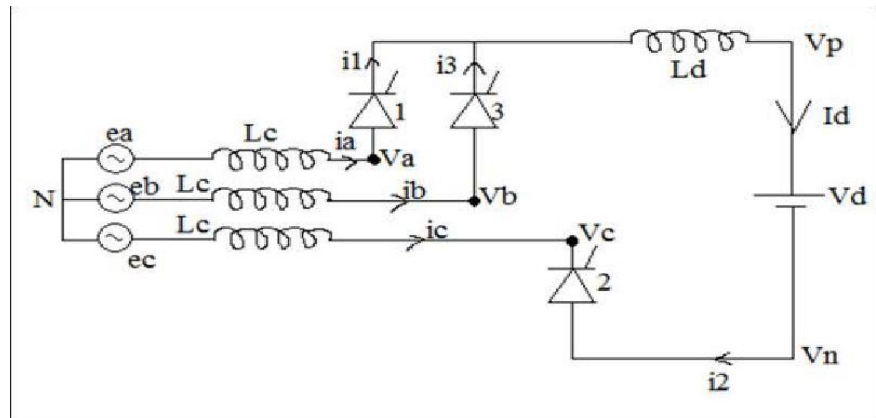 Vp
i1
i3
Ld
1
3
Id
ea
Lc
ia
Va
N
eb
Lc
ib
Vb
Vd
Lc
ic
Vc
ec
2
Vn
i2